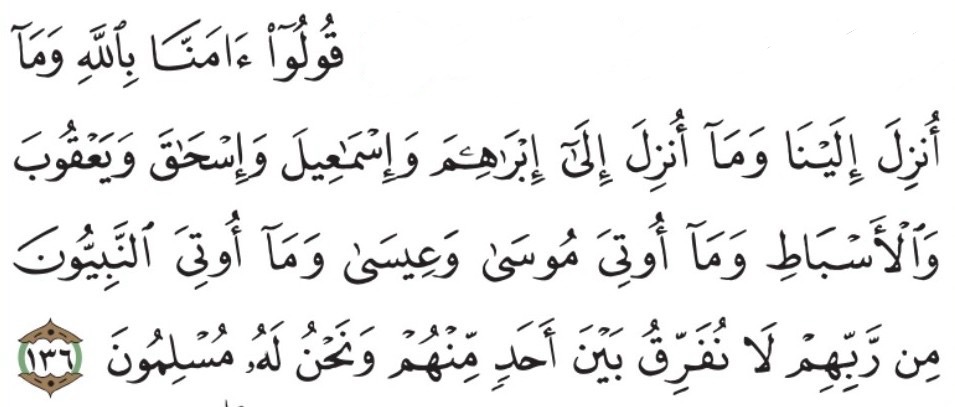 قُولُوٓا۟ ءَامَنَّا بِٱللَّهِ وَمَآ
أُنزِلَ إِلَيْنَا وَمَآ أُنزِلَ إِلَىٰٓ إِبْرَٰهِـۧمَ وَإِسْمَٰعِيلَ وَإِسْحَٰقَ وَيَعْقُوبَ
وَٱلْأَسْبَاطِ وَمَآ أُوتِىَ مُوسَىٰ وَعِيسَىٰ وَمَآ أُوتِىَ ٱلنَّبِيُّونَ
مِن رَّبِّهِمْ لَا نُفَرِّقُ بَيْنَ أَحَدٍ مِّنْهُمْ وَنَحْنُ لَهُۥ مُسْلِمُونَ ١٣٦